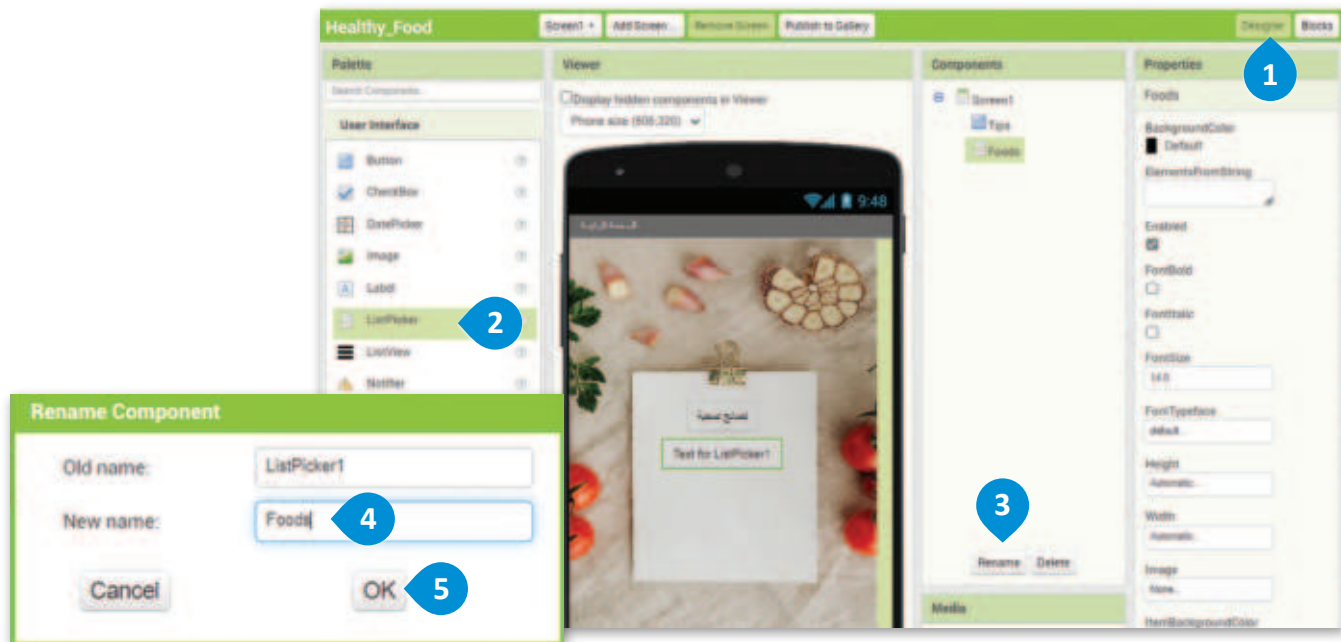 Healthy_Food
Screen1
Add Screen...
Remove Screen
Publish to Gallery
Designer
Blocks
1
Palette
Search Components...
User Interface
Button
CheckBox
DatePicker
Image
Label
ListPicker
2
ListView
Notifier
Viewer
Display hidden components in Viewer
Phone size (505,320)
9:48
نصائح صحية
Text for ListPicker1
Components
Screen1
Tips
Foods
3
Rename
Delete
Media
Properties
Foods
BackgroundColor
Default
ElementsFromString
Enabled
FontBold
FontItalic
FontSize
14.0
FontTypeface
default...
Height
Automatic...
Width
Automatic...
Image
None...
ItemBackgroundColor
Rename Component
Old name:
ListPicker1
New name:
Foods
4
Cancel
OK
5